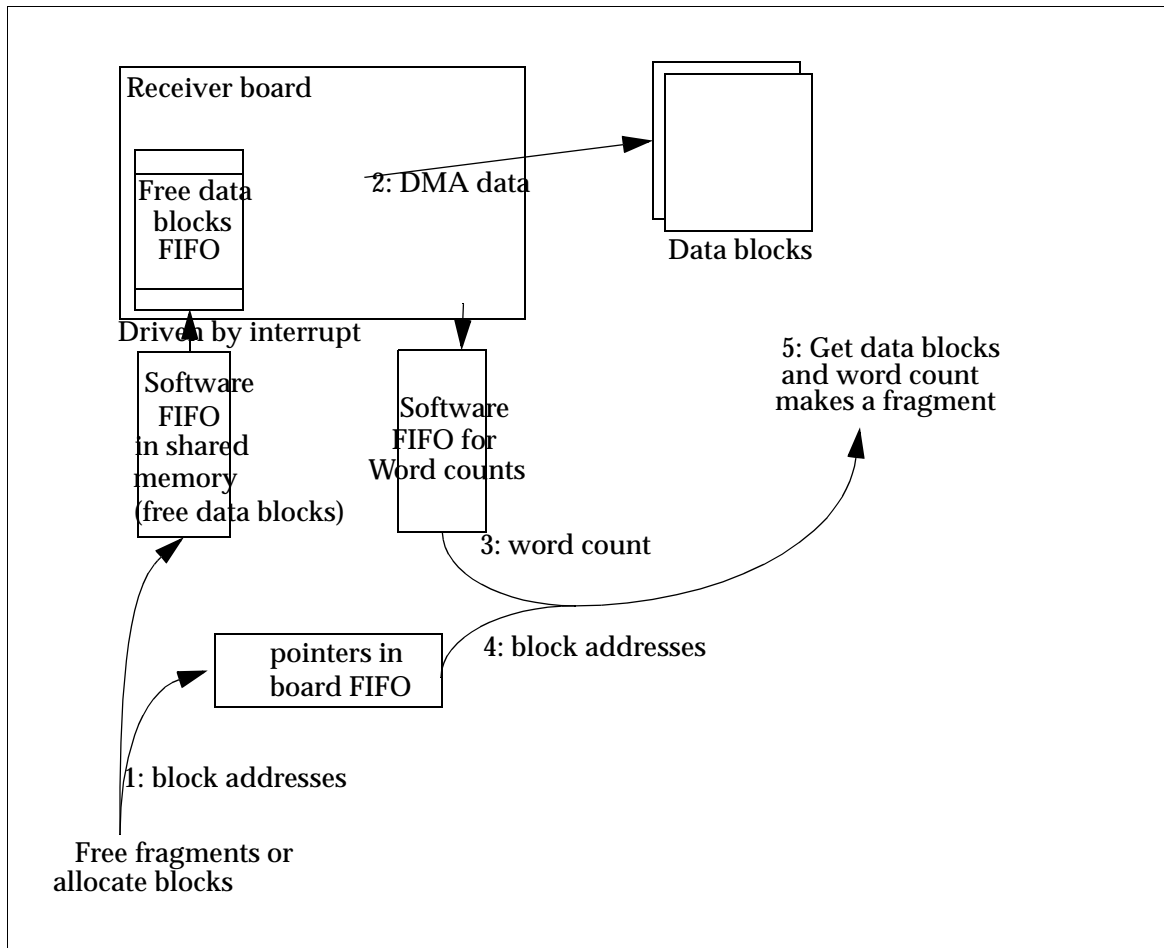 Receiver board
Free data
blocks
FIFO
2: DMA data
Data blocks
Driven by interrupt
Software
FIFO
in shared
memory
(free data blocks)
Software
FIFO for
Word counts
5: Get data blocks
and word count
makes a fragment
3: word count
4: block addresses
pointers in
board FIFO
1: block addresses
Free fragments or
allocate blocks